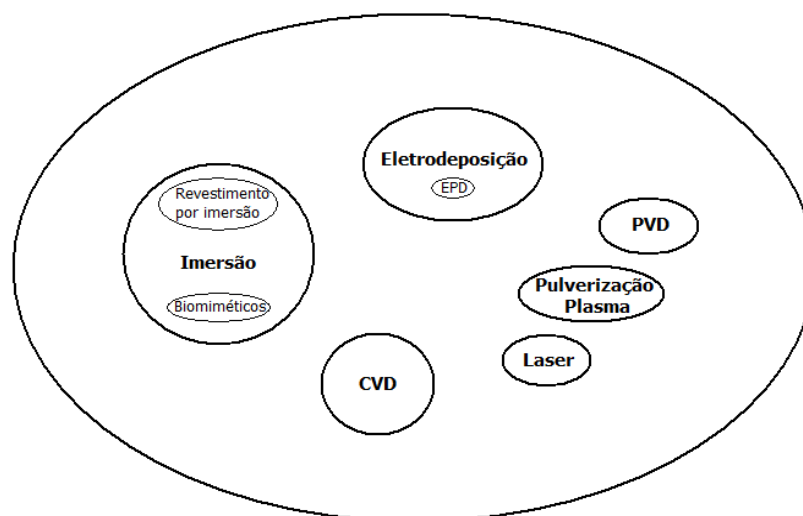 Eletrodeposição
EPD
Revestimento
por imersão
Imersão
Biomiméticos
PVD
Pulverização
Plasma
Laser
CVD